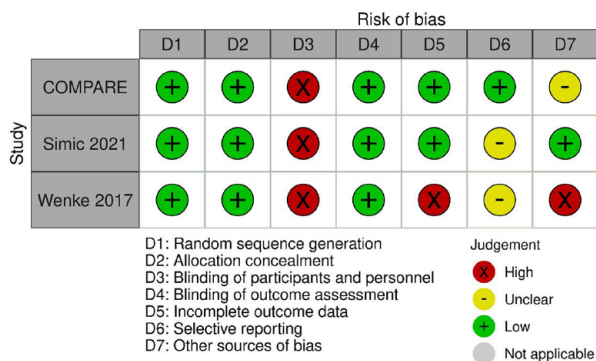 Risk of bias
D1 D2 D3 D4 D5 D6 D7
Study
COMPARE + + X + + + -
Simic 2021 + + X + + - +
Wenke 2017 + + X + X - X
D1: Random sequence generation
D2: Allocation concealment
D3: Blinding of participants and personnel
D4: Blinding of outcome assessment
D5: Incomplete outcome data
D6: Selective reporting
D7: Other sources of bias
Judgement
X High
- Unclear
+ Low
Not applicable